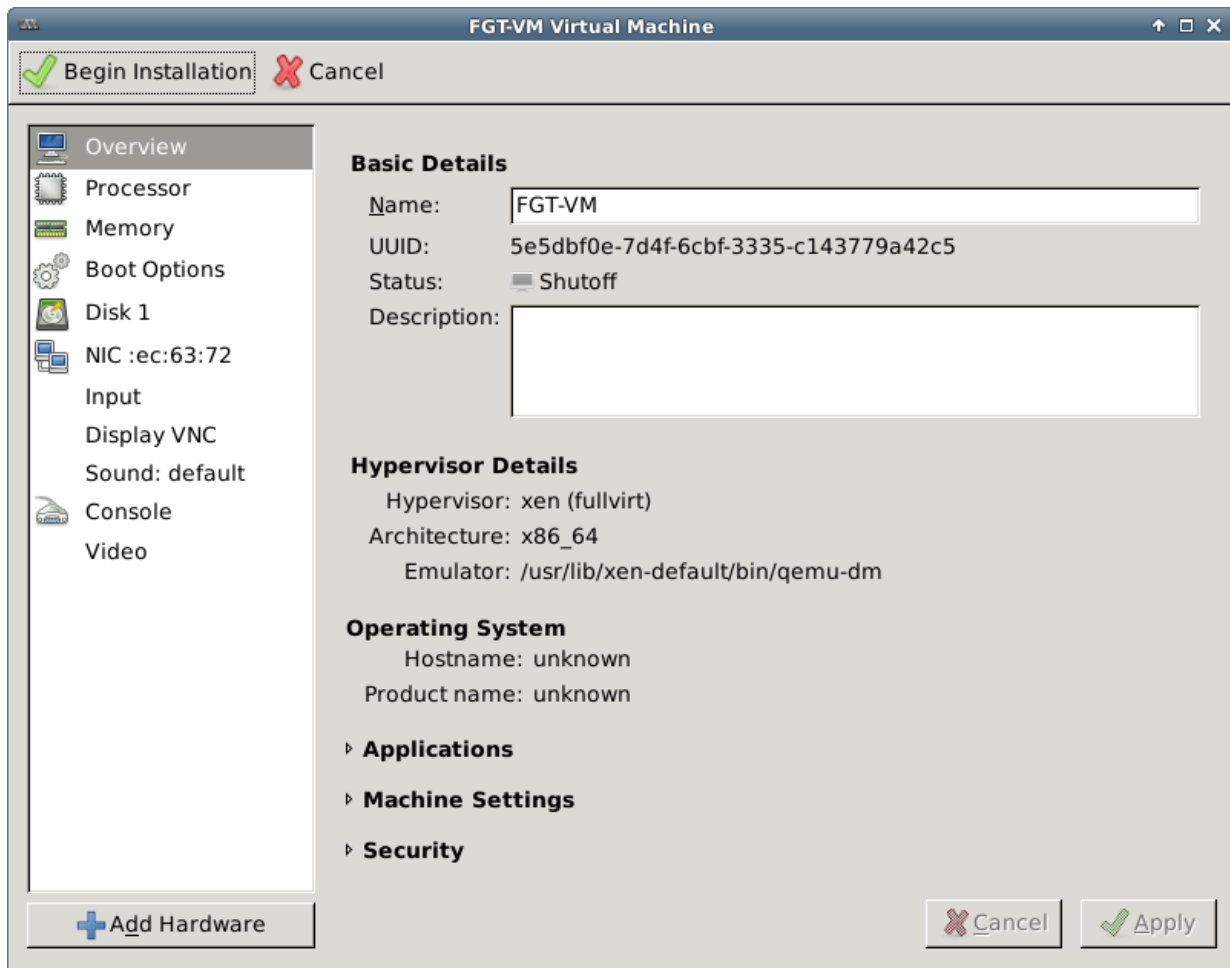 FGT-VM Virtual Machine
Begin Installation Cancel
Overview
Processor
Memory
Boot Options
Disk 1
NIC :ec:63:72
Input
Display VNC
Sound: default
Console
Video
Add Hardware
Basic Details
Name: FGT-VM
UUID: 5e5dbf0e-7d4f-6cbf-3335-c143779a42c5
Status: Shutoff
Description:
Hypervisor Details
Hypervisor: xen (fullvirt)
Architecture: x86_64
Emulator: /usr/lib/xen-default/bin/qemu-dm
Operating System
Hostname: unknown
Product name: unknown
Applications
Machine Settings
Security
Cancel Apply